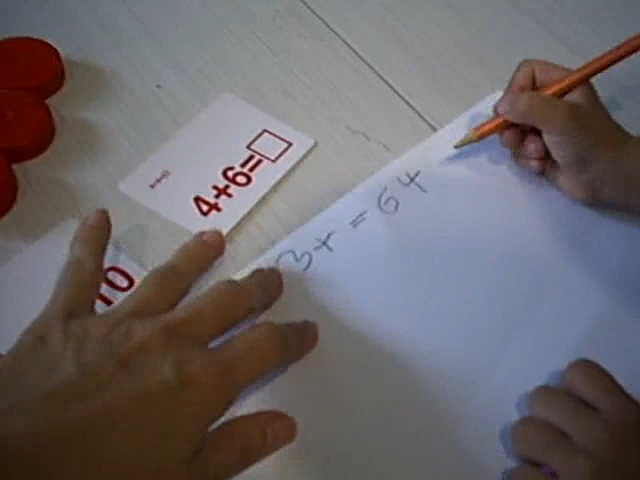 4+6=□
10
3+ = 64